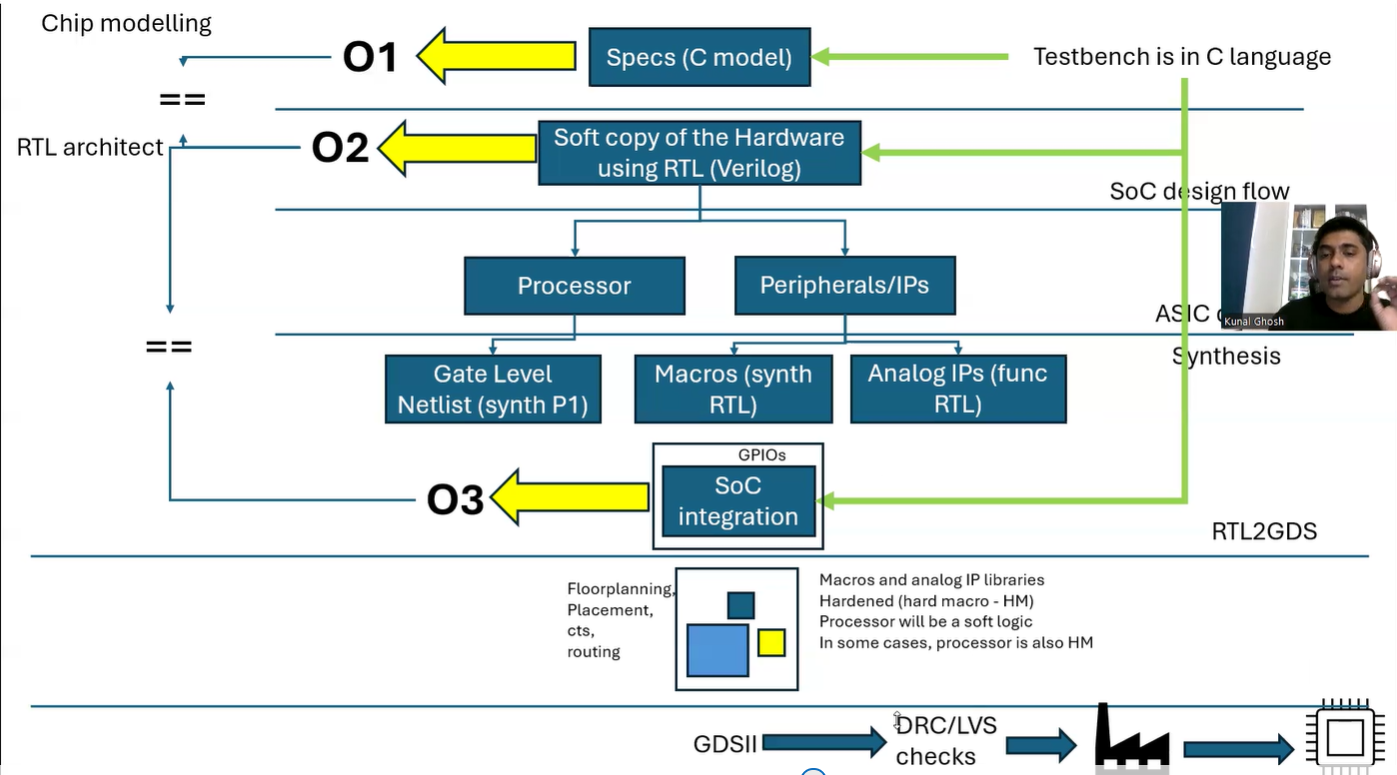 Chip modelling
O1
Specs (C model)
Testbench is in C language
==
RTL architect
O2
Soft copy of the Hardware
using RTL (Verilog)
SoC design flow
Processor
Peripherals/IPs
ASIC
Kunal Ghosh
==
Synthesis
Gate Level
Netlist (synth P1)
Macros (synth
RTL)
Analog IPs (func
RTL)
GPIOs
O3
SoC
integration
RTL2GDS
Floorplanning,
Placement,
cts,
routing
Macros and analog IP libraries
Hardened (hard macro - HM)
Processor will be a soft logic
In some cases, processor is also HM
GDSII
DRC/LVS
checks